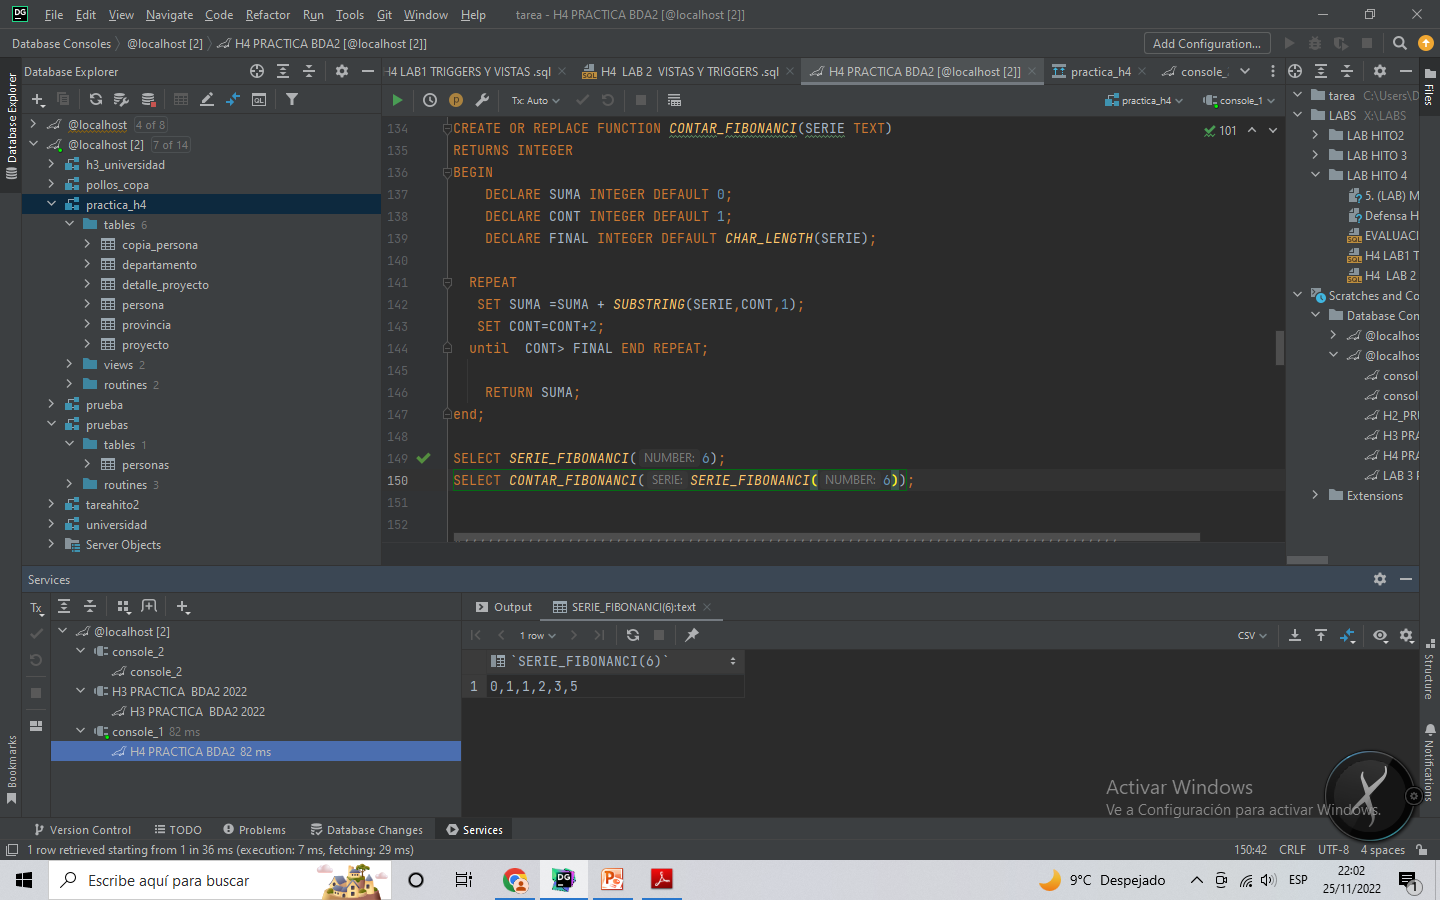 DG File Edit View Navigate Code Refactor Run Tools Git Window Help tarea - H4 PRACTICA BDA2 [@localhost [2]]
Database Consoles @localhost [2] H4 PRACTICA BDA2 [@localhost [2]] Add Configuration...
Database Explorer
Database Explorer
H4 LAB1 TRIGGERS Y VISTAS .sql H4 LAB 2 VISTAS Y TRIGGERS .sql H4 PRACTICA BDA2 [@localhost [2]] practica_h4 console_
Tx: Auto practica_h4 console_1
@localhost 4 of 8
@localhost [2] 7 of 14
h3_universidad
pollos_copa
practica_h4
tables 6
copia_persona
departamento
detalle_proyecto
persona
provincia
proyecto
views 2
routines 2
prueba
pruebas
tables 1
personas
routines 3
tareahito2
universidad
Server Objects
134 CREATE OR REPLACE FUNCTION CONTAR_FIBONANCI(SERIE TEXT)
135 RETURNS INTEGER
136 BEGIN
137 DECLARE SUMA INTEGER DEFAULT 0;
138 DECLARE CONT INTEGER DEFAULT 1;
139 DECLARE FINAL INTEGER DEFAULT CHAR_LENGTH(SERIE);
140
141 REPEAT
142 SET SUMA =SUMA + SUBSTRING(SERIE,CONT,1);
143 SET CONT=CONT+2;
144 until CONT> FINAL END REPEAT;
145
146 RETURN SUMA;
147 end;
148
149 SELECT SERIE_FIBONANCI( NUMBER: 6);
150 SELECT CONTAR_FIBONANCI( SERIE: SERIE_FIBONANCI( NUMBER: 6));
151
152
101
tarea C:\Users\D
LABS X:\LABS
LAB HITO2
LAB HITO 3
LAB HITO 4
5. (LAB) M
Defensa H
EVALUACI
H4 LAB1 T
H4 LAB 2
Scratches and Co
Database Con
@localhos
@localhos
consol
consol
H2_PRU
H3 PRA
H4 PRA
LAB 3 F
Extensions
Files
Structure
Notifications
Bookmarks
Services
Tx
@localhost [2]
console_2
console_2
H3 PRACTICA BDA2 2022
H3 PRACTICA BDA2 2022
console_1 82 ms
H4 PRACTICA BDA2 82 ms
Output SERIE_FIBONANCI(6):text
1 row CSV
`SERIE_FIBONANCI(6)`
1 0,1,1,2,3,5
Activar Windows
Ve a Configuración para activar Windows.
Version Control TODO Problems Database Changes Services
1 row retrieved starting from 1 in 36 ms (execution: 7 ms, fetching: 29 ms) 150:42 CRLF UTF-8 4 spaces
Escribe aquí para buscar 9°C Despejado ESP 22:02
25/11/2022 1